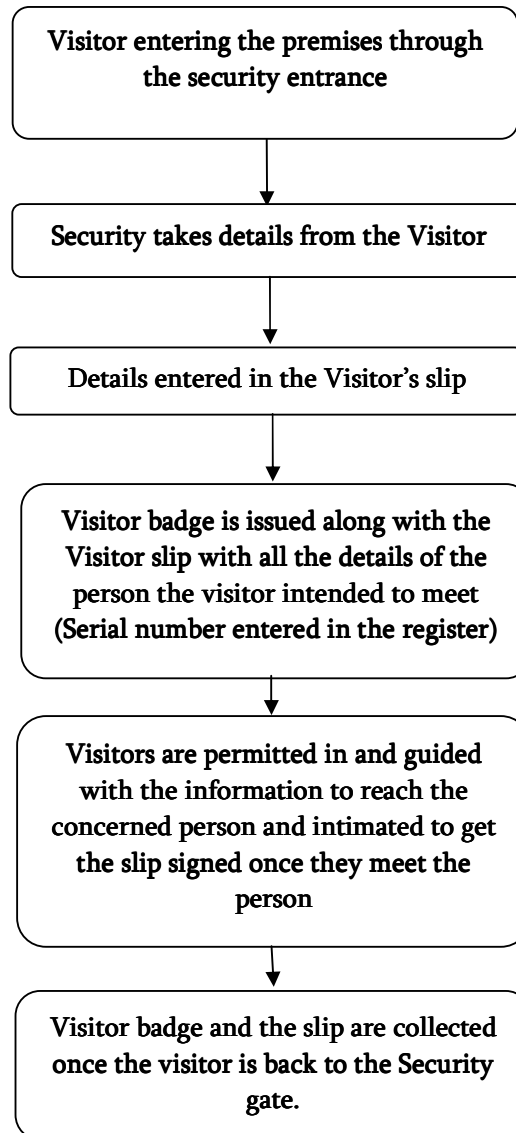 Visitor entering the premises through
the security entrance
Security takes details from the Visitor
Details entered in the Visitor’s slip
Visitor badge is issued along with the
Visitor slip with all the details of the
person the visitor intended to meet
(Serial number entered in the register)
Visitors are permitted in and guided
with the information to reach the
concerned person and intimated to get
the slip signed once they meet the
person
Visitor badge and the slip are collected
once the visitor is back to the Security
gate.